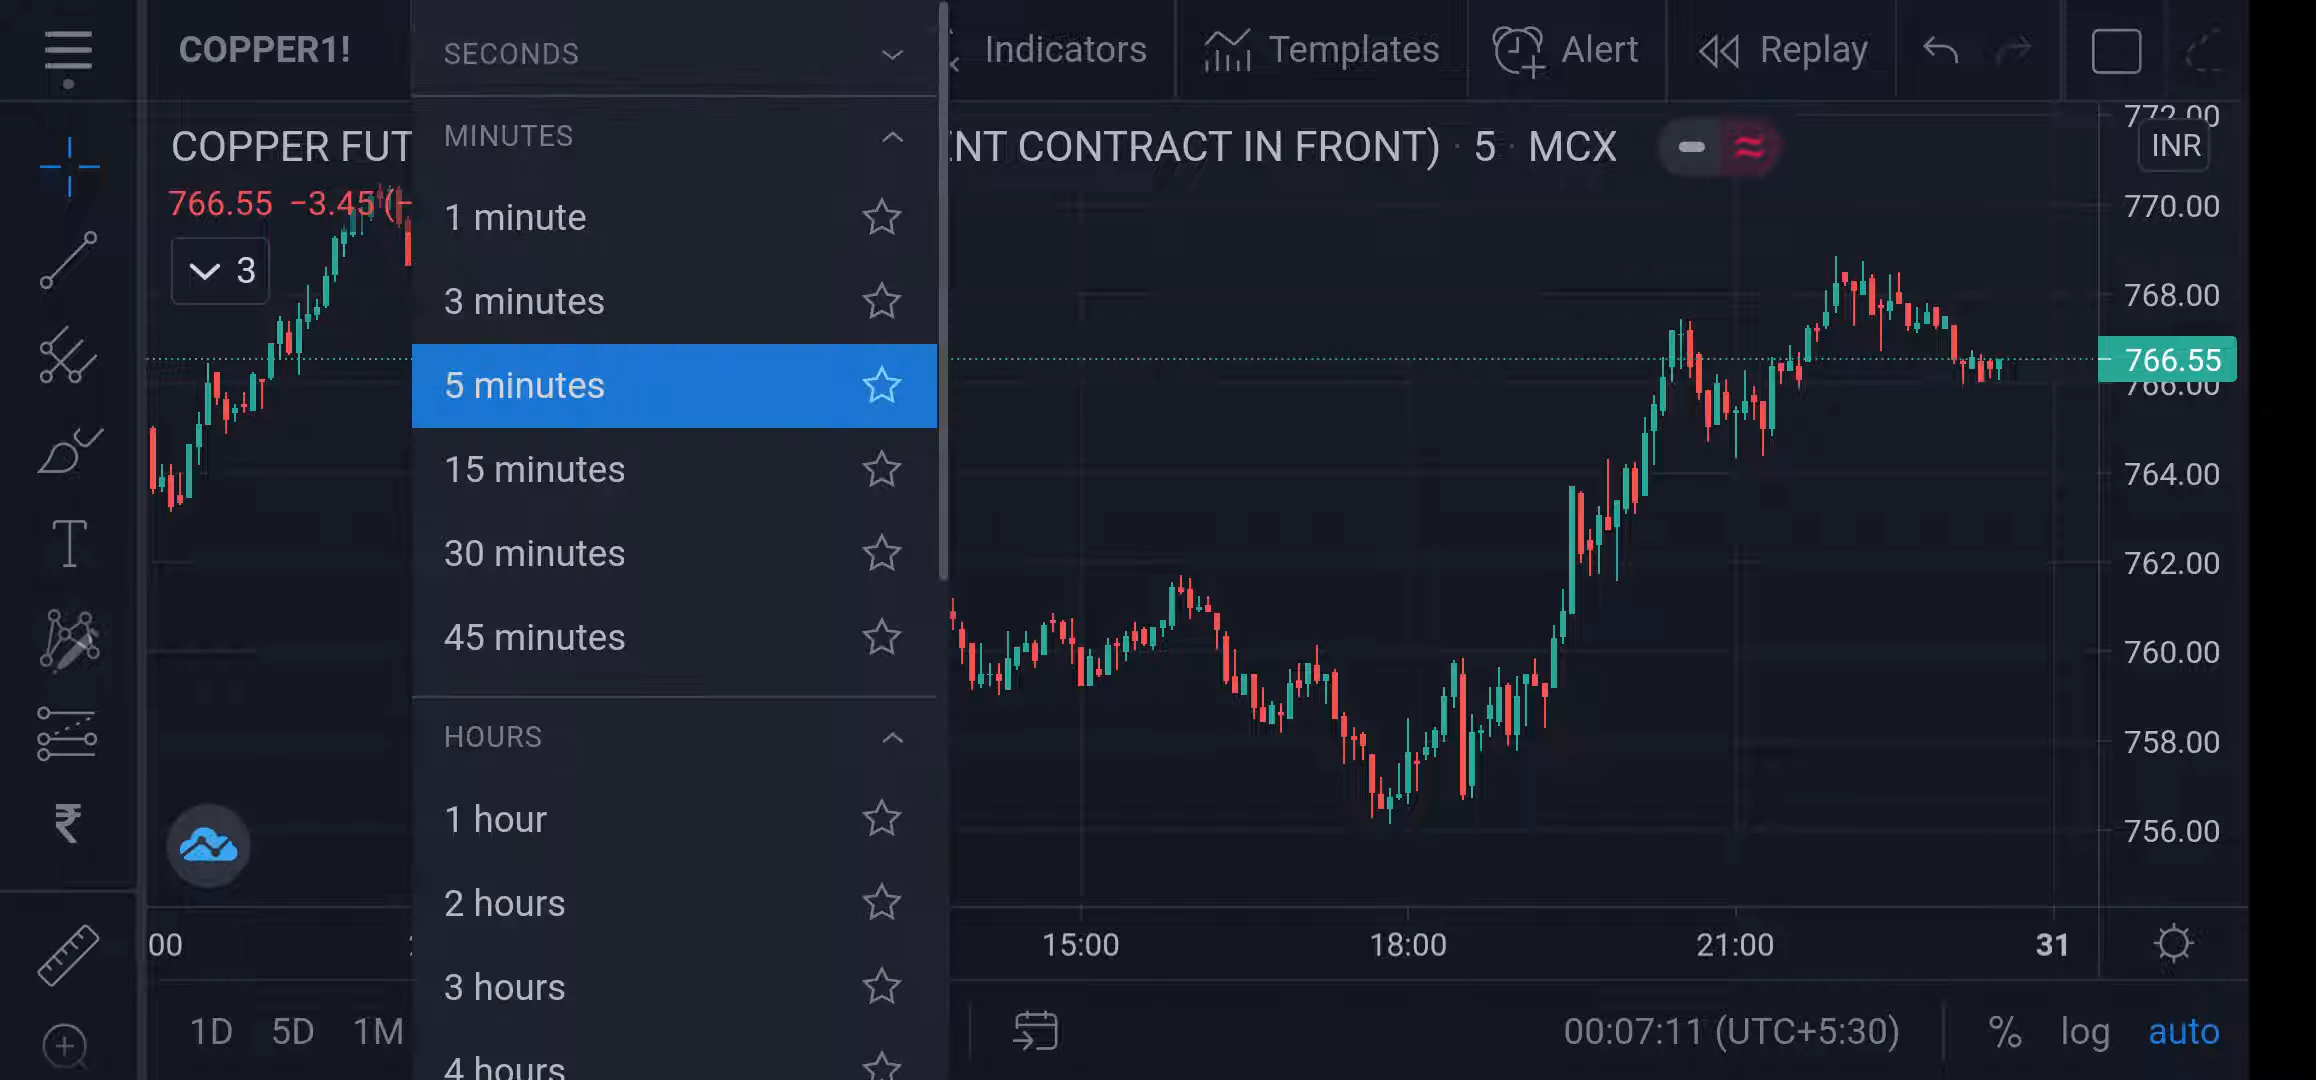 COPPER1!
SECONDS
Indicators
Templates
Alert
Replay
MINUTES
COPPER FUT
NT CONTRACT IN FRONT) · 5 · MCX
772.00
INR
766.55 −3.45 (−
1 minute
770.00
3
3 minutes
768.00
5 minutes
766.55
766.00
15 minutes
764.00
30 minutes
762.00
45 minutes
760.00
HOURS
758.00
1 hour
756.00
2 hours
00
15:00
18:00
21:00
31
3 hours
1D
5D
1M
00:07:11 (UTC+5:30)
%
log
auto
4 hours